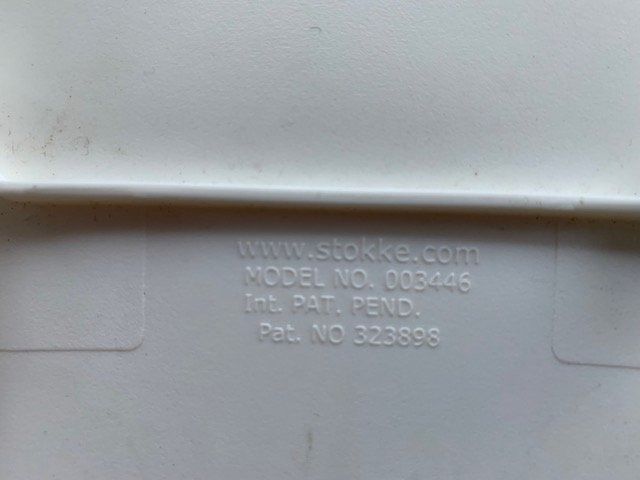 www.stokke.com
MODEL NO. 003446
Int. PAT. PEND.
Pat. NO 323898